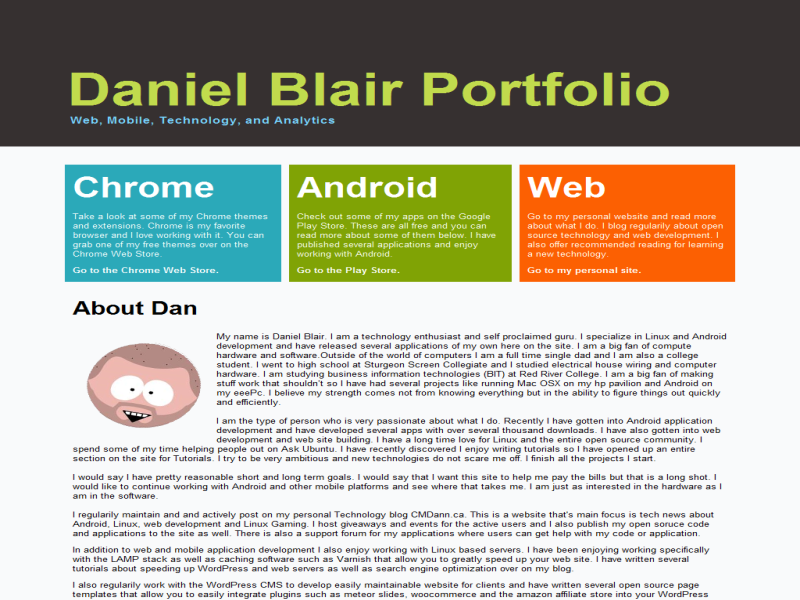 Daniel Blair Portfolio
Web, Mobile, Technology, and Analytics
Chrome
Take a look at some of my Chrome themes
and extensions. Chrome is my favorite
browser and I love working with it. You can
grab one of my free themes over on the
Chrome Web Store.
Go to the Chrome Web Store.
Android
Check out some of my apps on the Google
Play Store. These are all free and you can
read more about some of them below. I have
published several applications and enjoy
working with Android.
Go to the Play Store.
Web
Go to my personal website and read more
about what I do. I blog regularly about open
source technology and web development. I
also offer recommended reading for learning
a new technology.
Go to my personal site.
About Dan
My name is Daniel Blair. I am a technology enthusiast and self proclaimed guru. I specialize in Linux and Android
development and have released several applications of my own here on the site. I am a big fan of compute
hardware and software.Outside of the world of computers I am a full time single dad and I am also a college
student. I went to high school at Sturgeon Screen Collegiate and I studied electrical house wiring and computer
hardware. I am studying business information technologies (BIT) at Red River College. I am a big fan of making
stuff work that shouldn't so I have had several projects like running Mac OSX on my hp pavilion and Android on
my eeePc. I believe my strength comes not from knowing everything but in the ability to figure things out quickly
and efficiently.
I am the type of person who is very passionate about what I do. Recently I have gotten into Android application
development and have developed several apps with over several thousand downloads. I have also gotten into web
development and web site building. I have a long time love for Linux and the entire open source community. I
spend some of my time helping people out on Ask Ubuntu. I have recently discovered I enjoy writing tutorials so I have opened up an entire
section on the site for Tutorials. I try to be very ambitious and new technologies do not scare me off. I finish all the projects I start.
I would say I have pretty reasonable short and long term goals. I would say that I want this site to help me pay the bills but that is a long shot. I
would like to continue working with Android and other mobile platforms and see where that takes me. I am just as interested in the hardware as I
am in the software.
I regularily maintain and and actively post on my personal Technology blog CMDann.ca. This is a website that's main focus is tech news about
Android, Linux, web development and Linux Gaming. I host giveaways and events for the active users and I also publish my open soruce code
and applications to the site as well. There is also a support forum for my applications where users can get help with my code or application.
In addition to web and mobile application development I also enjoy working with Linux based servers. I have been enjoying working specifically
with the LAMP stack as well as caching software such as Varnish that allow you to greatly speed up your web site. I have written several
tutorials about speeding up WordPress and web servers as well as search engine optimization over on my blog.
I also regularly work with the WordPress CMS to develop easily maintainable website for clients and have written several open source page
templates that allow you to easily integrate plugins such as meteor slides, woocommerce and the amazon affiliate store into your WordPress